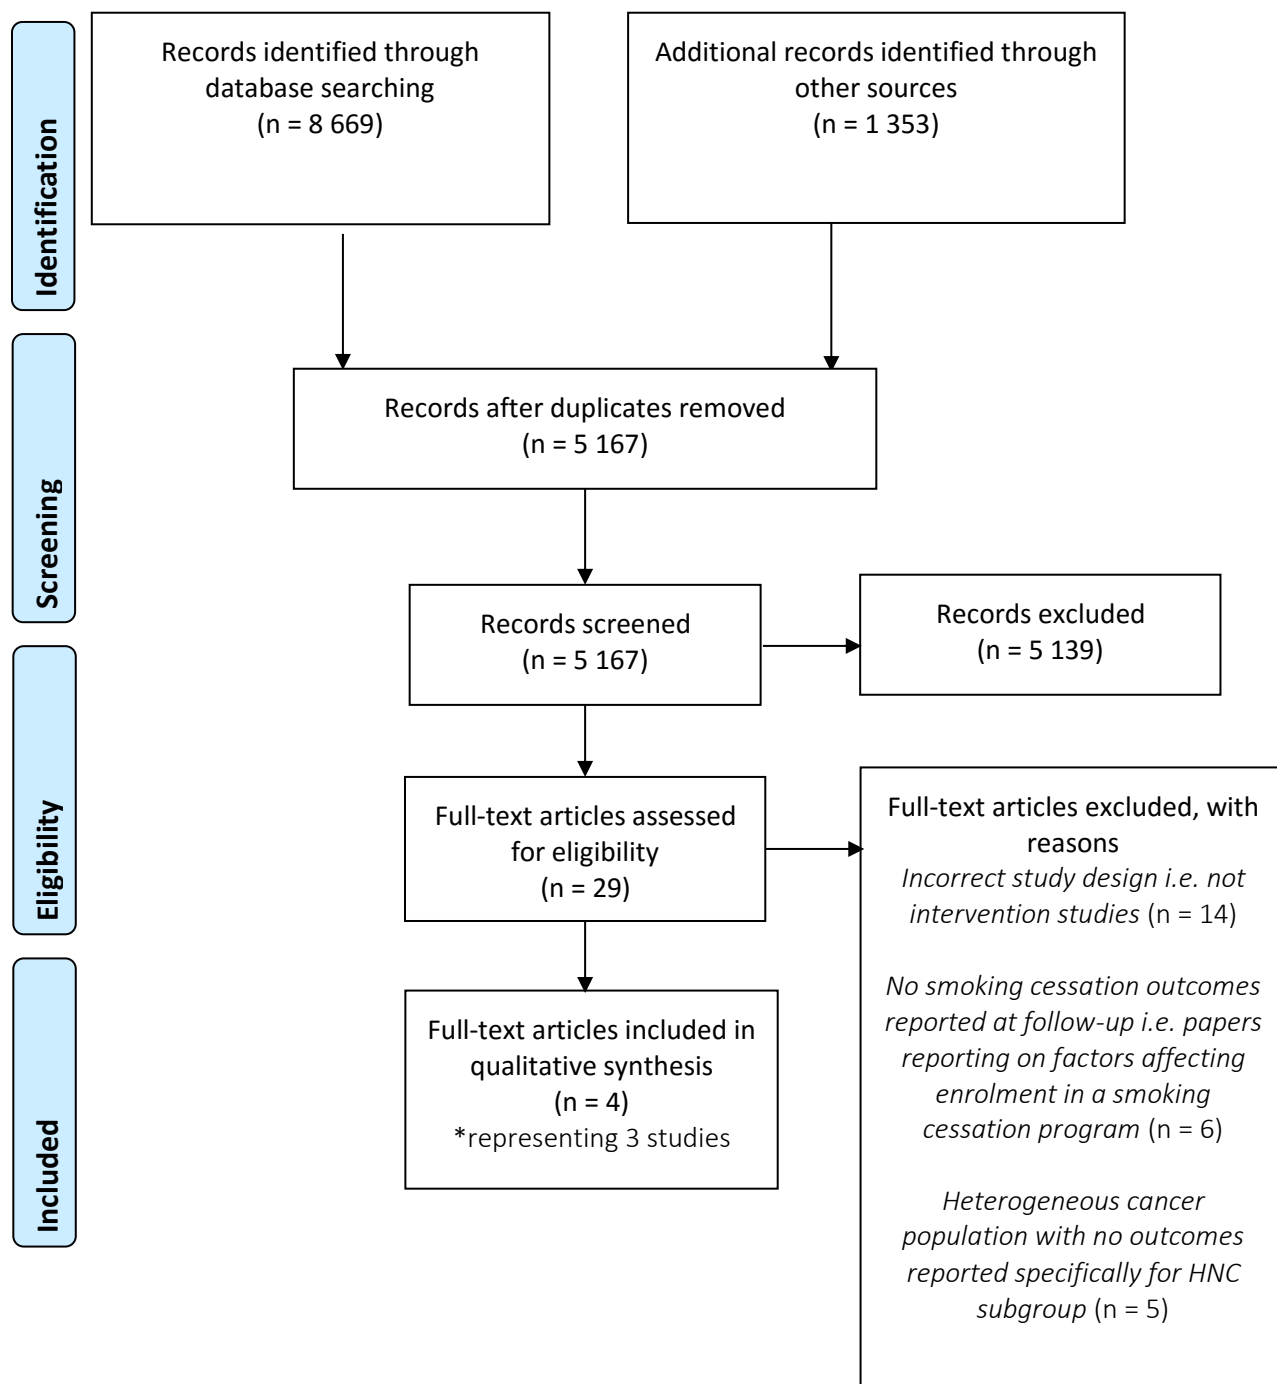 Identification
Records identified through
database searching
(n = 8 669)
Additional records identified through
other sources
(n = 1 353)
Screening
Records after duplicates removed
(n = 5 167)
Records screened
(n = 5 167)
Records excluded
(n = 5 139)
Eligibility
Full-text articles assessed
for eligibility
(n = 29)
Full-text articles excluded, with
reasons
Incorrect study design i.e. not
intervention studies (n = 14)
No smoking cessation outcomes
reported at follow-up i.e. papers
reporting on factors affecting
enrolment in a smoking
cessation program (n = 6)
Heterogeneous cancer
population with no outcomes
reported specifically for HNC
subgroup (n = 5)
Included
Full-text articles included in
qualitative synthesis
(n = 4)
*representing 3 studies